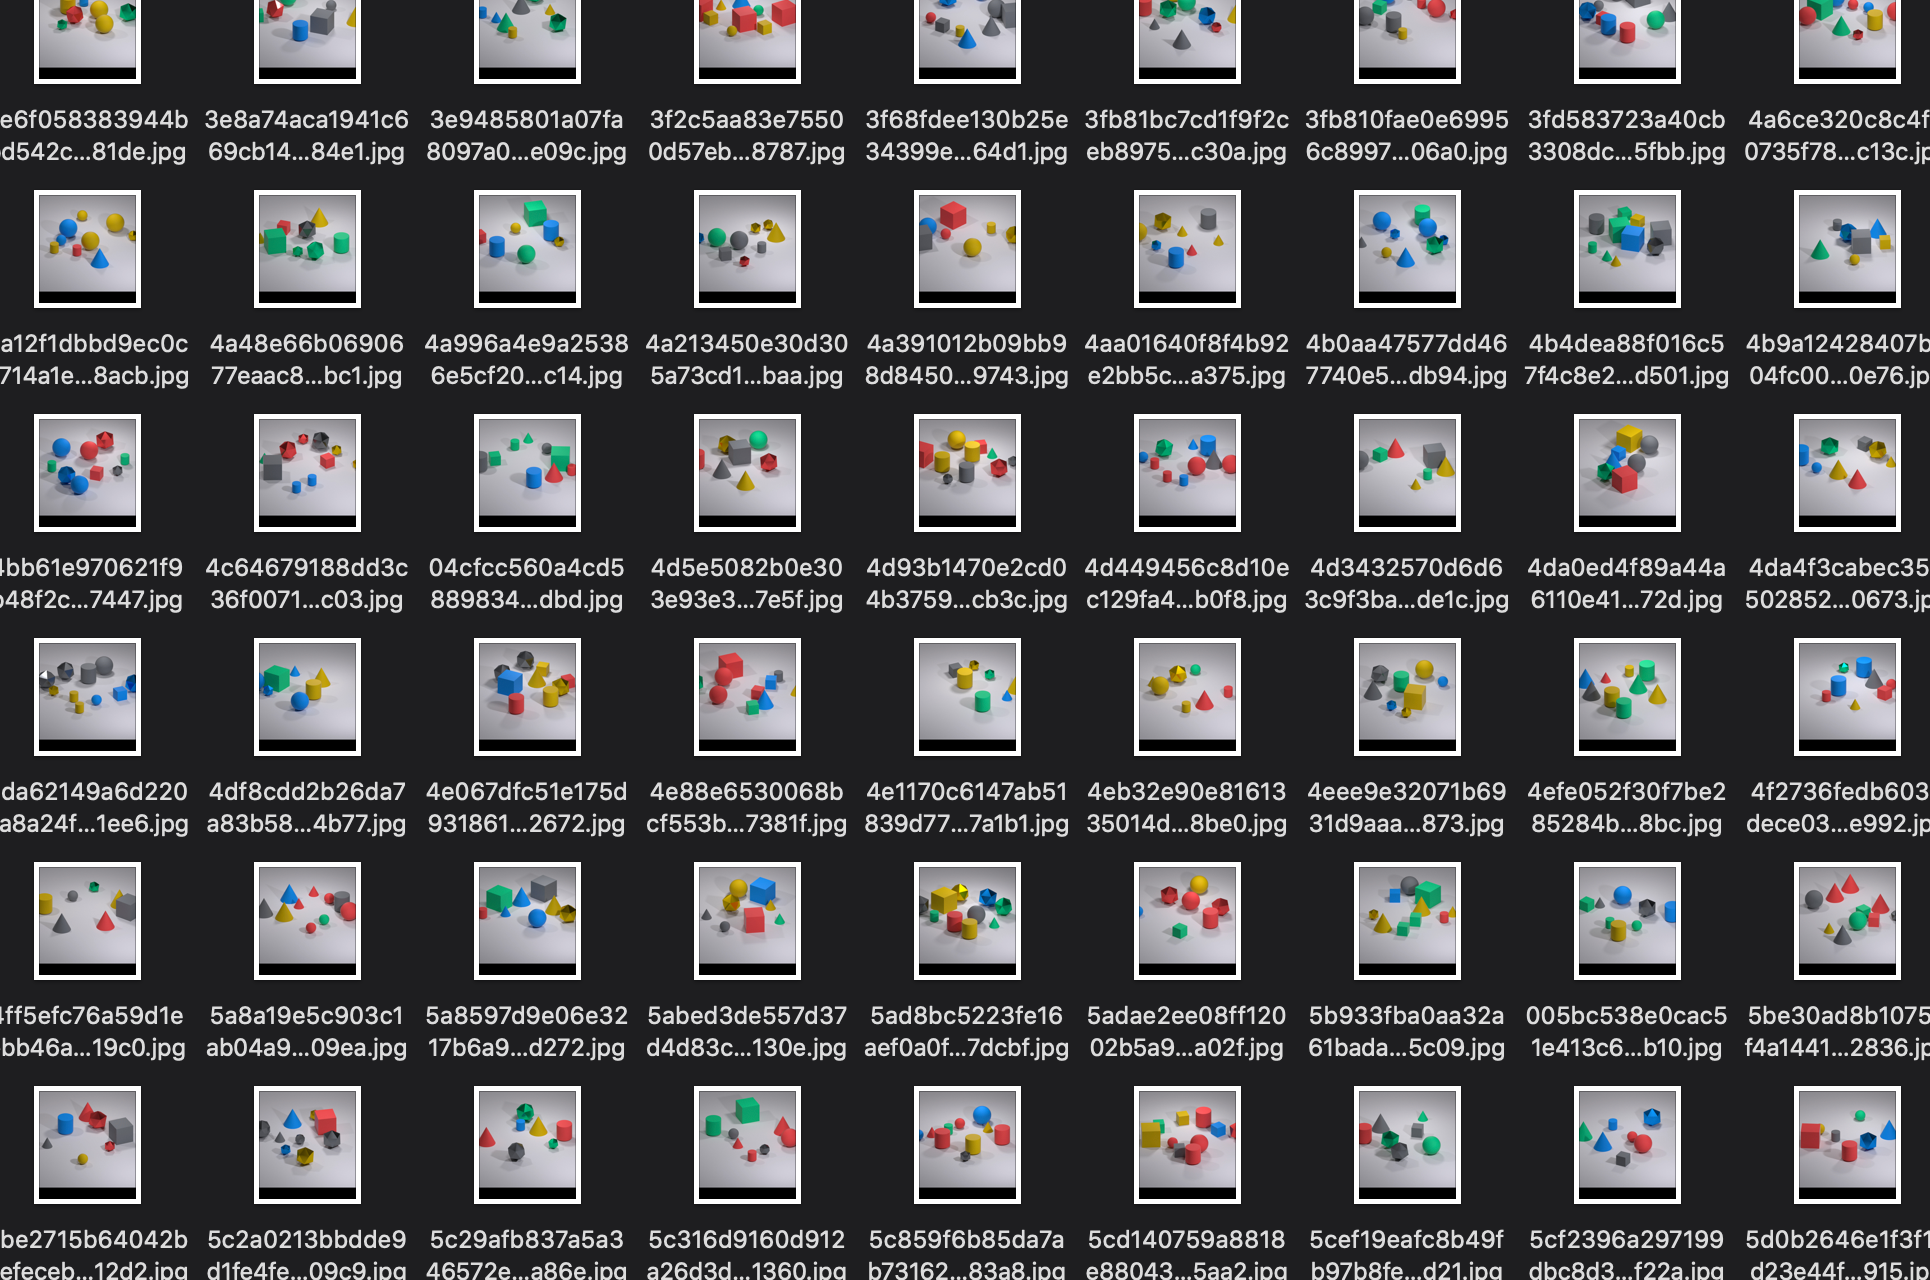 e6f058383944b 3e8a74aca1941c6 3e9485801a07fa 3f2c5aa83e7550 3f68fdee130b25e 3fb81bc7cd1f9f2c 3fb810fae0e6995 3fd583723a40cb 4a6ce320c8c4f
d542c...81de.jpg 69cb14...84e1.jpg 8097a0...e09c.jpg 0d57eb...8787.jpg 34399e...64d1.jpg eb8975...c30a.jpg 6c8997...06a0.jpg 3308dc...5fbb.jpg 0735f78...c13c.jp
a12f1dbbd9ec0c 4a48e66b06906 4a996a4e9a2538 4a213450e30d30 4a391012b09bb9 4aa01640f8f4b92 4b0aa47577dd46 4b4dea88f016c5 4b9a12428407b
714a1e...8acb.jpg 77eaac8...bc1.jpg 6e5cf20...c14.jpg 5a73cd1...baa.jpg 8d8450...9743.jpg e2bb5c...a375.jpg 7740e5...db94.jpg 7f4c8e2...d501.jpg 04fc00...0e76.jp
4bb61e970621f9 4c64679188dd3c 04cfcc560a4cd5 4d5e5082b0e30 4d93b1470e2cd0 4d449456c8d10e 4d3432570d6d6 4da0ed4f89a44a 4da4f3cabec35
b48f2c...7447.jpg 36f0071...c03.jpg 889834...dbd.jpg 3e93e3...7e5f.jpg 4b3759...cb3c.jpg c129fa4...b0f8.jpg 3c9f3ba...de1c.jpg 6110e41...72d.jpg 502852...0673.jp
da62149a6d220 4df8cdd2b26da7 4e067dfc51e175d 4e88e6530068b 4e1170c6147ab51 4eb32e90e81613 4eee9e32071b69 4efe052f30f7be2 4f2736fedb603
a8a24f...1ee6.jpg a83b58...4b77.jpg 931861...2672.jpg cf553b...7381f.jpg 839d77...7a1b1.jpg 35014d...8be0.jpg 31d9aaa...873.jpg 85284b...8bc.jpg dece03...e992.jp
4ff5efc76a59d1e 5a8a19e5c903c1 5a8597d9e06e32 5abed3de557d37 5ad8bc5223fe16 5adae2ee08ff120 5b933fba0aa32a 005bc538e0cac5 5be30ad8b1075
bb46a...19c0.jpg ab04a9...09ea.jpg 17b6a9...d272.jpg d4d83c...130e.jpg aef0a0f...7dcbf.jpg 02b5a9...a02f.jpg 61bada...5c09.jpg 1e413c6...b10.jpg f4a1441...2836.jp
be2715b64042b 5c2a0213bbdde9 5c29afb837a5a3 5c316d9160d912 5c859f6b85da7a 5cd140759a8818 5cef19eafc8b49f 5cf2396a297199 5d0b2646e1f3f1
efeceb...12d2.jpg d1fe4fe...09c9.jpg 46572e...a86e.jpg a26d3d...1360.jpg b73162...83a8.jpg e88043...5aa2.jpg b97b8fe...d21.jpg dbc8d3...f22a.jpg d23e44f...915.jp